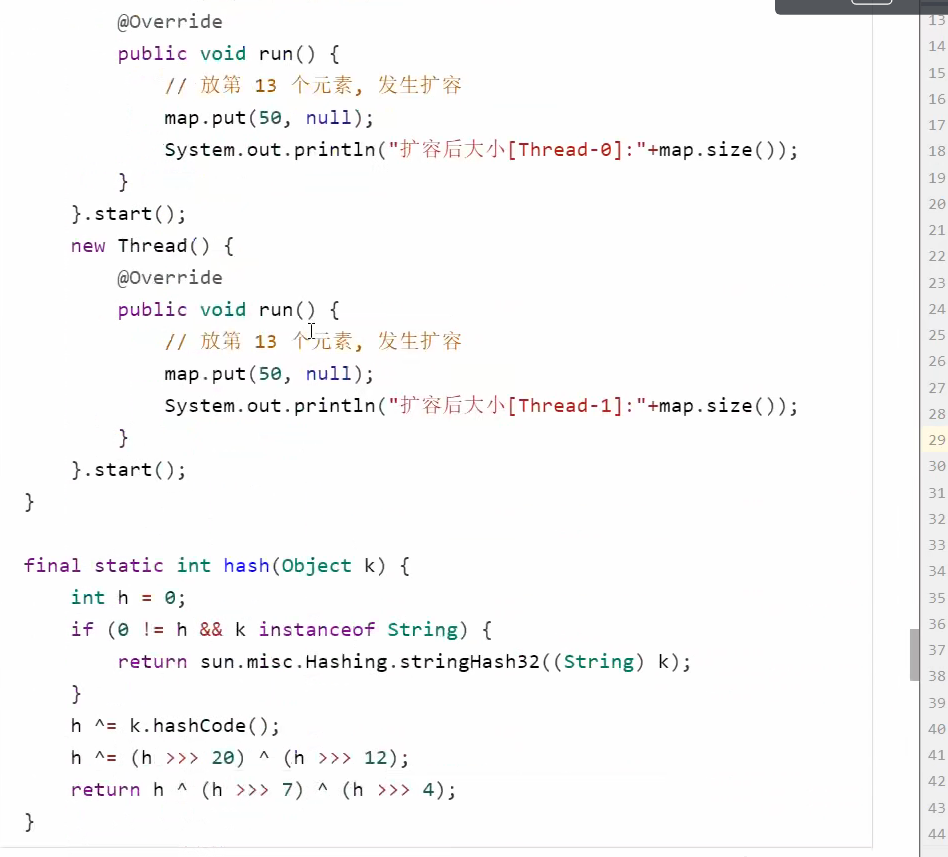 @Override
public void run() {
// 放第 13 个元素, 发生扩容
map.put(50, null);
System.out.println("扩容后大小[Thread-0]:"+map.size());
}
}.start();
new Thread() {
@Override
public void run() {
// 放第 13 个元素, 发生扩容
map.put(50, null);
System.out.println("扩容后大小[Thread-1]:"+map.size());
}
}.start();
}
final static int hash(Object k) {
int h = 0;
if (0 != h && k instanceof String) {
return sun.misc.Hashing.stringHash32((String) k);
}
h ^= k.hashCode();
h ^= (h >>> 20) ^ (h >>> 12);
return h ^ (h >>> 7) ^ (h >>> 4);
}
13
14
15
16
17
18
19
20
21
22
23
24
25
26
27
28
29
30
31
32
33
34
35
36
37
38
39
40
41
42
43
44